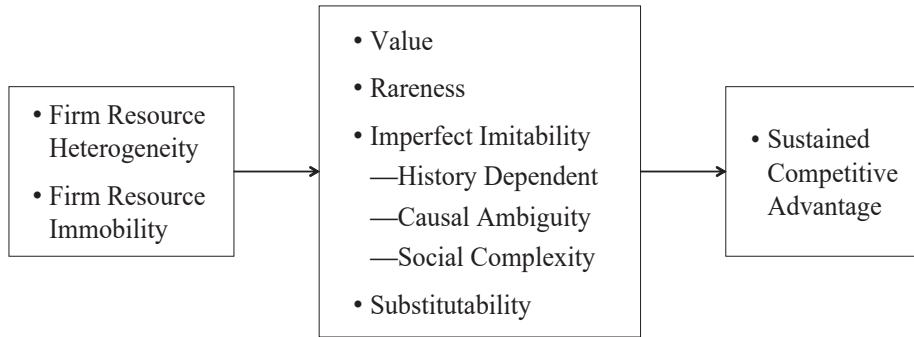 • Firm Resource
Heterogeneity
• Firm Resource
Immobility
• Value
• Rareness
• Imperfect Imitability
—History Dependent
—Causal Ambiguity
—Social Complexity
• Substitutability
• Sustained
Competitive
Advantage